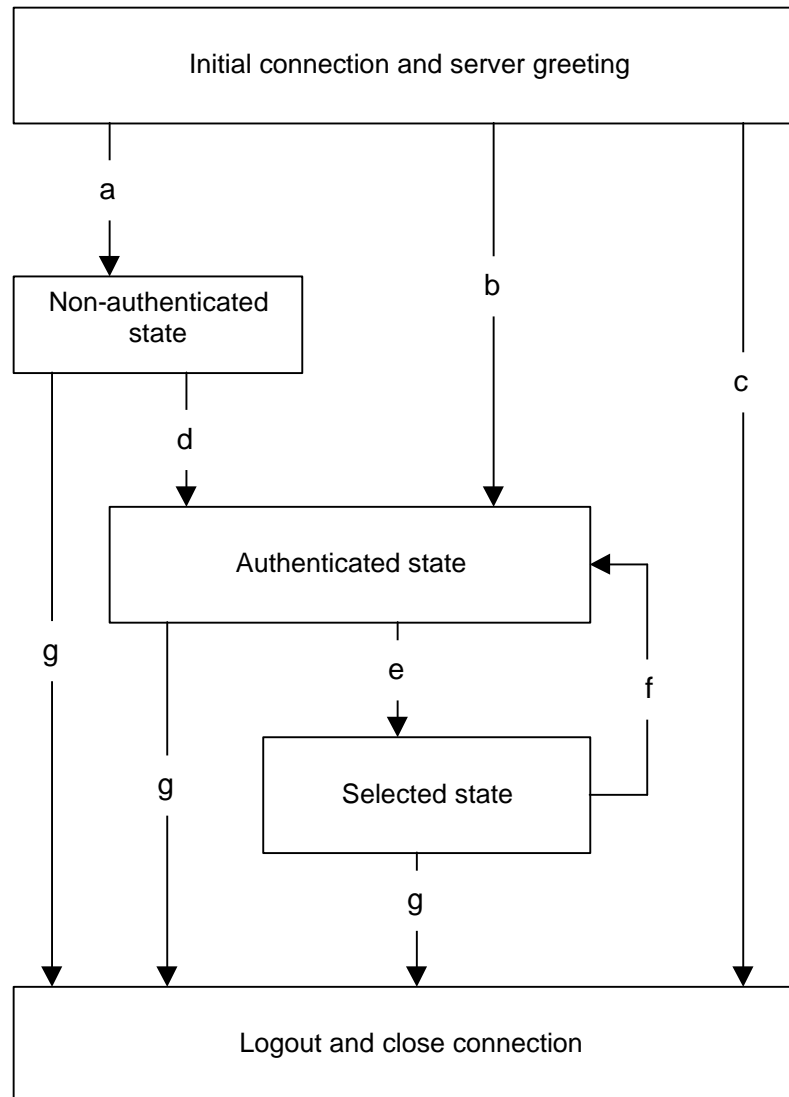 Initial connection and server greeting
a
Non-authenticated
state
b
c
d
Authenticated state
g
e
f
g
Selected state
g
Logout and close connection